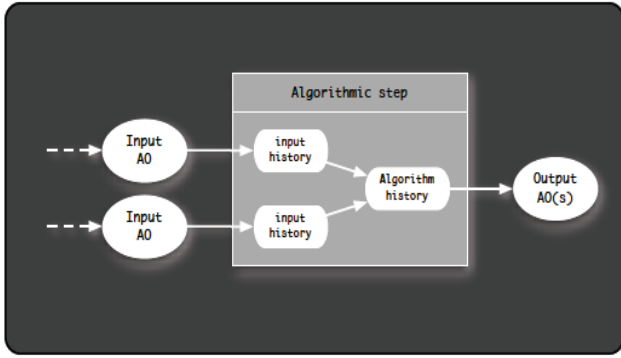 Algorithmic step
Input
AO
input
history
Algorithm
history
Output
AO(s)
Input
AO
input
history